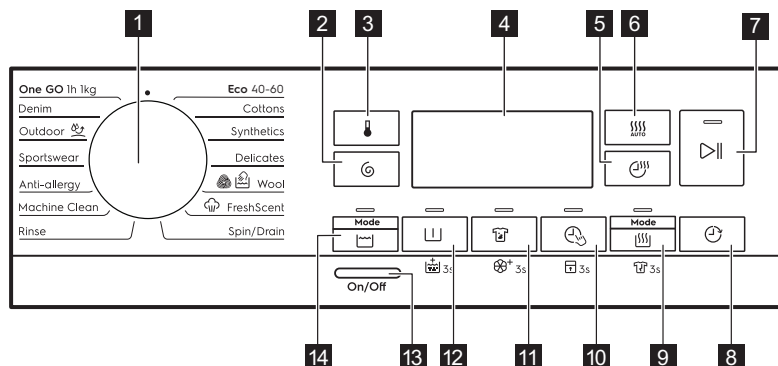 1
2
3
4
5
6
7
One GO 1h 1kg
Eco 40-60
Denim
Cottons
Outdoor
Synthetics
Sportswear
Delicates
Anti-allergy
Wool
Machine Clean
FreshScent
Rinse
Spin/Drain
AUTO
Mode
Mode
3s
3s
3s
3s
On/Off
14
13
12
11
10
9
8